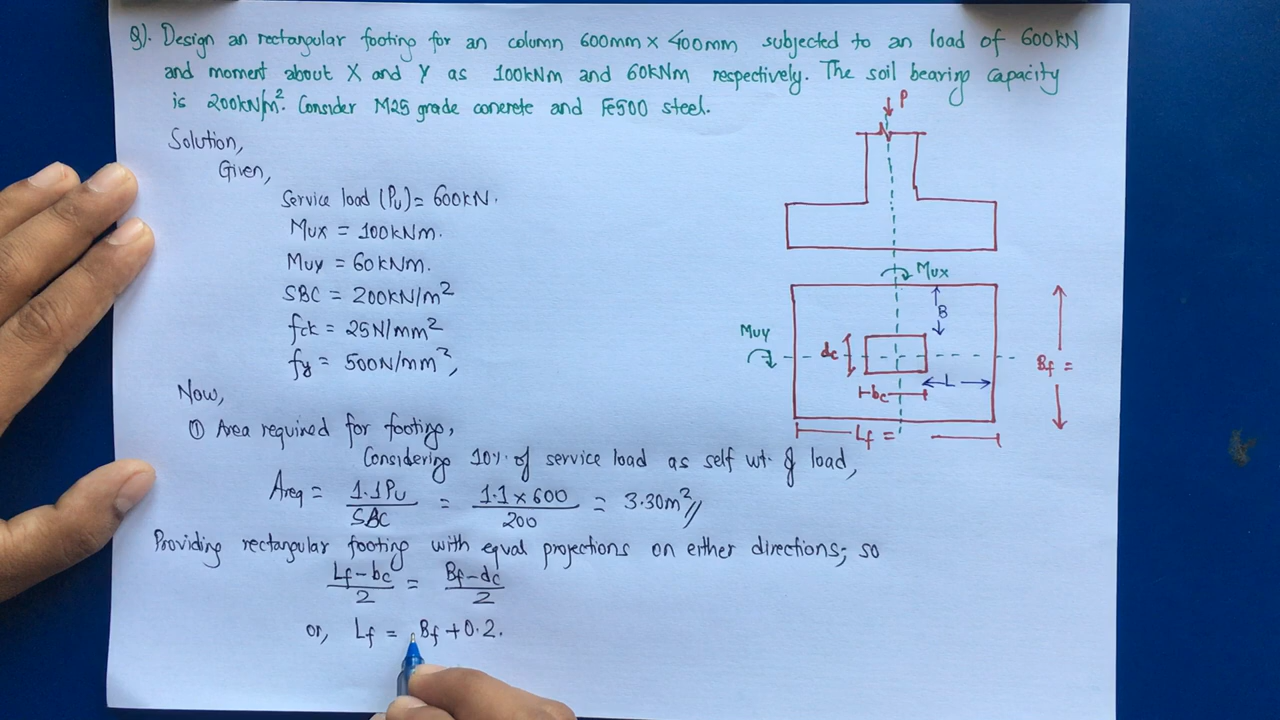 Q). Design an rectangular footing for an column 600mm x 400mm subjected to an load of 600kN
and moment about X and Y as 100kNm and 60kNm respectively. The soil bearing capacity
is 200kN/m². Consider M25 grade concrete and Fe500 steel.
Solution,
Given,
Service load (Pu) = 600kN.
Mux = 100kNm.
Muy = 60kNm.
SBC = 200kN/m²
fck = 25N/mm²
fy = 500N/mm²,
Now,
① Area required for footing,
Considering 10% of service load as self wt. of load,
Areq = 1.1Pu/SBC = 1.1 x 600/200 = 3.30m²//
Providing rectangular footing with equal projections on either directions; so
Lf-bc/2 = Bf-dc/2
or, Lf = Bf + 0.2.
P
Mux
B
Muy
dc
Bf =
L
bc
Lf =